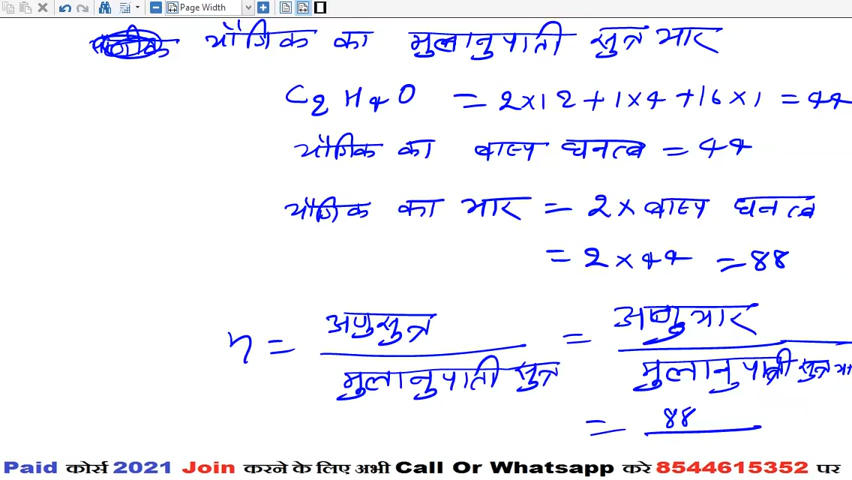 Page Width
यौगिक का मुलानुपाती सुत्र भार
C2H4O = 2×12+1×4+16×1=44
यौगिक का वाष्प घनत्व = 44
यौगिक का भार = 2×वाष्प घनत्व
= 2×44 =88
n = अणुसुत्र / मुलानुपाती सुत्र = अणुभार / मुलानुपाती सुत्र भा
= 88
Paid कोर्स 2021 Join करने के लिए अभी Call Or Whatsapp करे 8544615352 पर